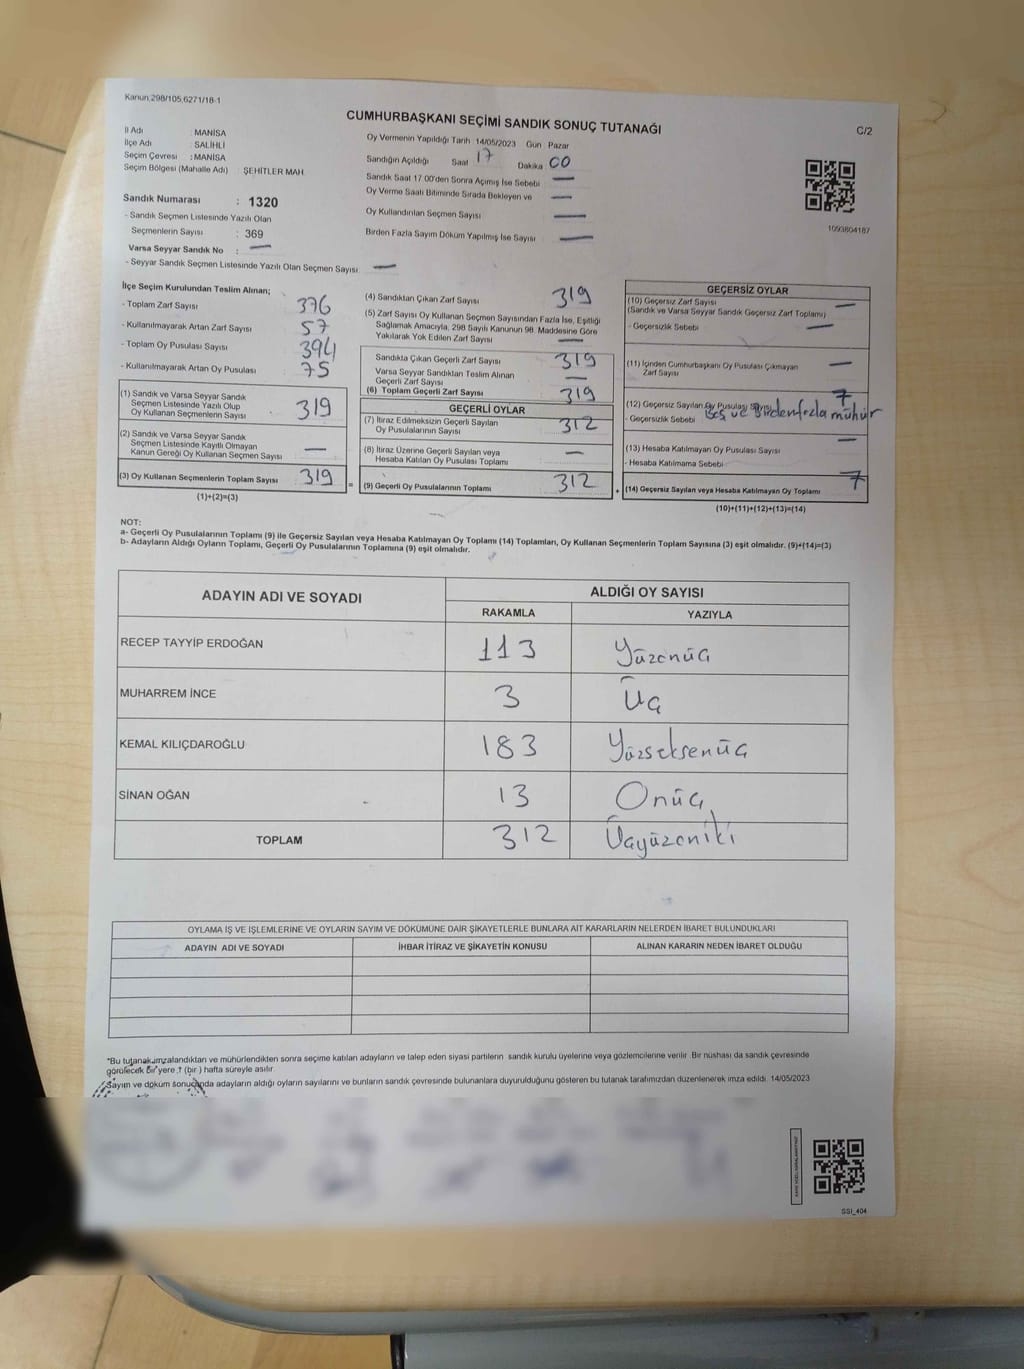 Kanun 298/105,6271/18-1
CUMHURBAŞKANI SEÇİMİ SANDIK SONUÇ TUTANAĞI
C/2
İl Adı : MANİSA
İlçe Adı : SALİHLİ
Seçim Çevresi : MANİSA
Seçim Bölgesi (Mahalle Adı) ŞEHİTLER MAH.
Sandık Numarası : 1320
- Sandık Seçmen Listesinde Yazılı Olan
Seçmenlerin Sayısı : 369
Varsa Seyyar Sandık No : —
- Seyyar Sandık Seçmen Listesinde Yazılı Olan Seçmen Sayısı: —
Oy Vermenin Yapıldığı Tarih 14/05/2023 Gün Pazar
Sandığın Açıldığı Saat 17 Dakika 00
Sandık Saat 17.00'den Sonra Açımış İse Sebebi —
Oy Verme Saati Bitiminde Sırada Bekleyen ve —
Oy Kullandırılan Seçmen Sayısı —
Birden Fazla Sayım Döküm Yapılmış İse Sayısı —
1093804187
İlçe Seçim Kurulundan Teslim Alınan;
- Toplam Zarf Sayısı 376
- Kullanılmayarak Artan Zarf Sayısı 57
- Toplam Oy Pusulası Sayısı 394
- Kullanılmayarak Artan Oy Pusulası 75
(1) Sandık ve Varsa Seyyar Sandık
Seçmen Listesinde Yazılı Olup
Oy Kullanan Seçmenlerin Sayısı 319
(2) Sandık ve Varsa Seyyar Sandık
Seçmen Listesinde Kayıtlı Olmayan
Kanun Gereği Oy Kullanan Seçmen Sayısı —
(3) Oy Kullanan Seçmenlerin Toplam Sayısı 319
(1)+(2)=(3)
(4) Sandıktan Çıkan Zarf Sayısı 319
(5) Zarf Sayısı Oy Kullanan Seçmen Sayısından Fazla İse, Eşitliği
Sağlamak Amacıyla, 298 Sayılı Kanunun 98. Maddesine Göre
Yakılarak Yok Edilen Zarf Sayısı —
Sandıkta Çıkan Geçerli Zarf Sayısı 319
Varsa Seyyar Sandıktan Teslim Alınan
Geçerli Zarf Sayısı —
(6) Toplam Geçerli Zarf Sayısı 319
GEÇERLİ OYLAR
(7) İtiraz Edilmeksizin Geçerli Sayılan
Oy Pusulalarının Sayısı 312
(8) İtiraz Üzerine Geçerli Sayılan veya
Hesaba Katılan Oy Pusulası Toplamı —
= (9) Geçerli Oy Pusulalarının Toplamı 312
GEÇERSİZ OYLAR
(10) Geçersiz Zarf Sayısı —
(Sandık ve Varsa Seyyar Sandık Geçersiz Zarf Toplamı)
- Geçersizlik Sebebi —
(11) İçinden Cumhurbaşkanı Oy Pusulası Çıkmayan
Zarf Sayısı —
(12) Geçersiz Sayılan Oy Pusulası Sayısı 7
- Geçersizlik Sebebi Boş ve Birden fazla mühür
(13) Hesaba Katılmayan Oy Pusulası Sayısı —
- Hesaba Katılmama Sebebi
+ (14) Geçersiz Sayılan veya Hesaba Katılmayan Oy Toplamı 7
(10)+(11)+(12)+(13)=(14)
NOT:
a- Geçerli Oy Pusulalarının Toplamı (9) ile Geçersiz Sayılan veya Hesaba Katılmayan Oy Toplamı (14) Toplamları, Oy Kullanan Seçmenlerin Toplam Sayısına (3) eşit olmalıdır. (9)+(14)=(3)
b- Adayların Aldığı Oyların Toplamı, Geçerli Oy Pusulalarının Toplamına (9) eşit olmalıdır.
ADAYIN ADI VE SOYADI
ALDIĞI OY SAYISI
RAKAMLA YAZIYLA
RECEP TAYYİP ERDOĞAN 113 Yüzonüç
MUHARREM İNCE 3 Üç
KEMAL KILIÇDAROĞLU 183 Yüzseksenüç
SİNAN OĞAN 13 Onüç
TOPLAM 312 Üçyüzoniki
OYLAMA İŞ VE İŞLEMLERİNE VE OYLARIN SAYIM VE DÖKÜMÜNE DAİR ŞİKAYETLERLE BUNLARA AİT KARARLARIN NELERDEN İBARET BULUNDUKLARI
ADAYIN ADI VE SOYADI İHBAR İTİRAZ VE ŞİKAYETİN KONUSU ALINAN KARARIN NEDEN İBARET OLDUĞU
*Bu tutanak imzalandıktan ve mühürlendikten sonra seçime katılan adayların ve talep eden siyasi partilerin sandık kurulu üyelerine veya gözlemcilerine verilir. Bir nüshası da sandık çevresinde
görülecek bir yere 1 (bir) hafta süreyle asılır.
Sayım ve döküm sonucunda adayların aldığı oyların sayılarını ve bunların sandık çevresinde bulunanlara duyurulduğunu gösteren bu tutanak tarafımızdan düzenlenerek imza edildi. 14/05/2023
SSI_404